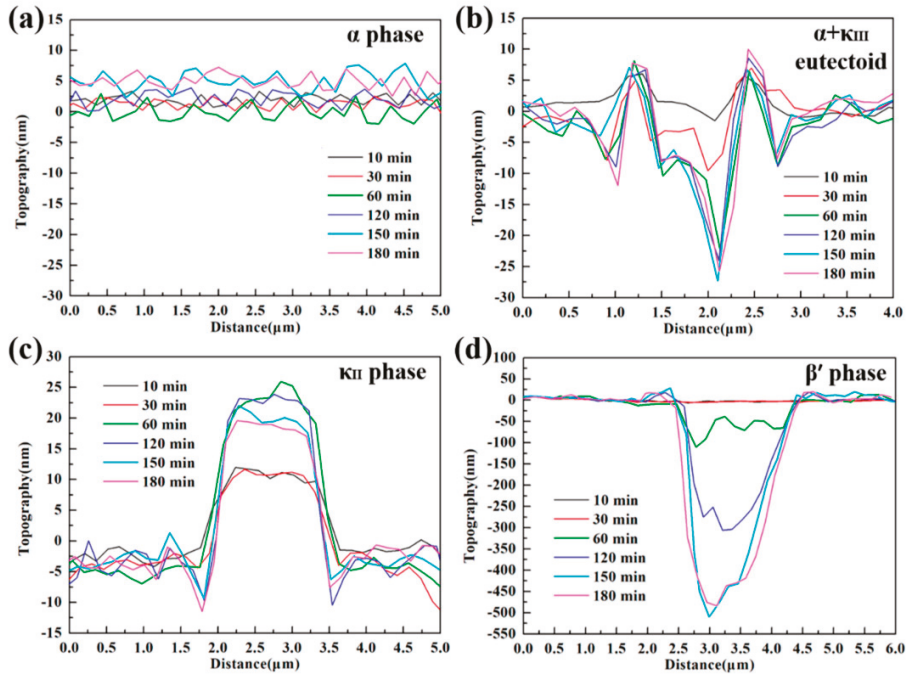 (a)
α phase
Topography(nm)
15
10
5
0
-5
-10
-15
-20
-25
-30
10 min
30 min
60 min
120 min
150 min
180 min
0.0 0.5 1.0 1.5 2.0 2.5 3.0 3.5 4.0 4.5 5.0
Distance(μm)
(b)
α+κIII
eutectoid
Topography(nm)
15
10
5
0
-5
-10
-15
-20
-25
-30
10 min
30 min
60 min
120 min
150 min
180 min
0.0 0.5 1.0 1.5 2.0 2.5 3.0 3.5 4.0
Distance(μm)
(c)
κII phase
Topography(nm)
30
25
20
15
10
5
0
-5
-10
-15
10 min
30 min
60 min
120 min
150 min
180 min
0.0 0.5 1.0 1.5 2.0 2.5 3.0 3.5 4.0 4.5 5.0
Distance(μm)
(d)
β′ phase
Topography(nm)
100
50
0
-50
-100
-150
-200
-250
-300
-350
-400
-450
-500
-550
10 min
30 min
60 min
120 min
150 min
180 min
0.0 0.5 1.0 1.5 2.0 2.5 3.0 3.5 4.0 4.5 5.0 5.5 6.0
Distance(μm)